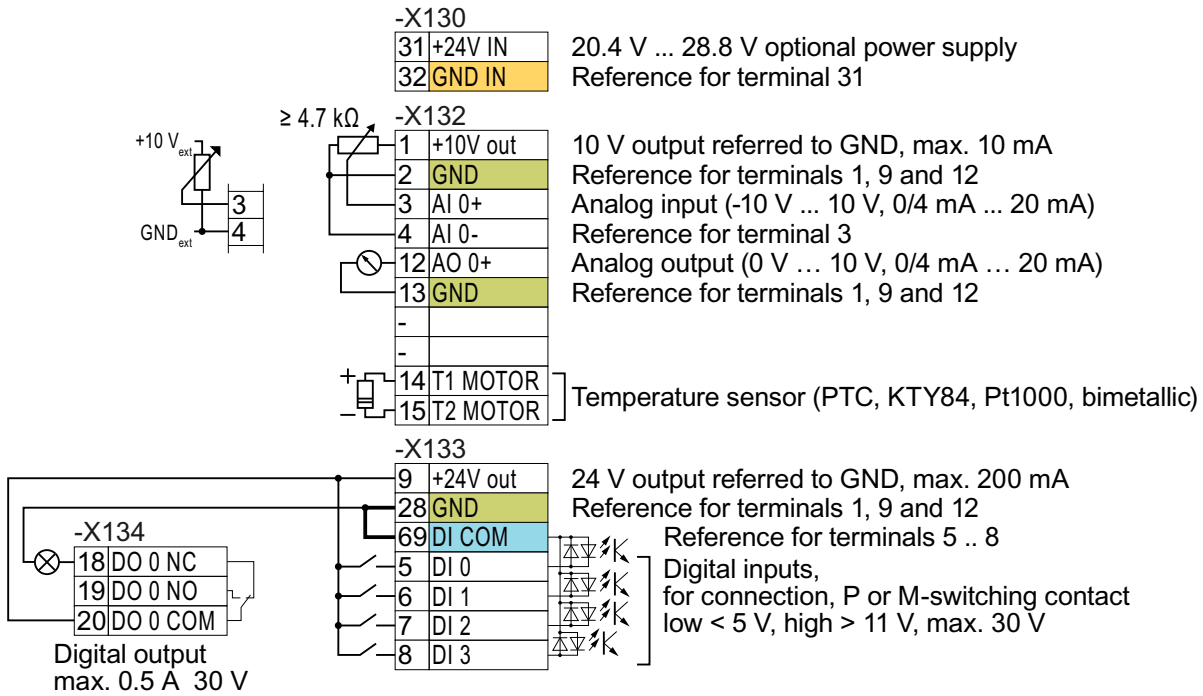 -X130
31 +24V IN 20.4 V ... 28.8 V optional power supply
32 GND IN Reference for terminal 31
≥ 4.7 kΩ -X132
+10 Vext
1 +10V out 10 V output referred to GND, max. 10 mA
2 GND Reference for terminals 1, 9 and 12
3
3 AI 0+ Analog input (-10 V ... 10 V, 0/4 mA ... 20 mA)
GNDext 4
4 AI 0- Reference for terminal 3
12 AO 0+ Analog output (0 V … 10 V, 0/4 mA … 20 mA)
13 GND Reference for terminals 1, 9 and 12
-
-
+ 14 T1 MOTOR
– 15 T2 MOTOR
Temperature sensor (PTC, KTY84, Pt1000, bimetallic)
-X133
9 +24V out 24 V output referred to GND, max. 200 mA
28 GND Reference for terminals 1, 9 and 12
69 DI COM Reference for terminals 5 .. 8
5 DI 0
6 DI 1
7 DI 2
8 DI 3
Digital inputs,
for connection, P or M-switching contact
low < 5 V, high > 11 V, max. 30 V
-X134
18 DO 0 NC
19 DO 0 NO
20 DO 0 COM
Digital output
max. 0.5 A 30 V